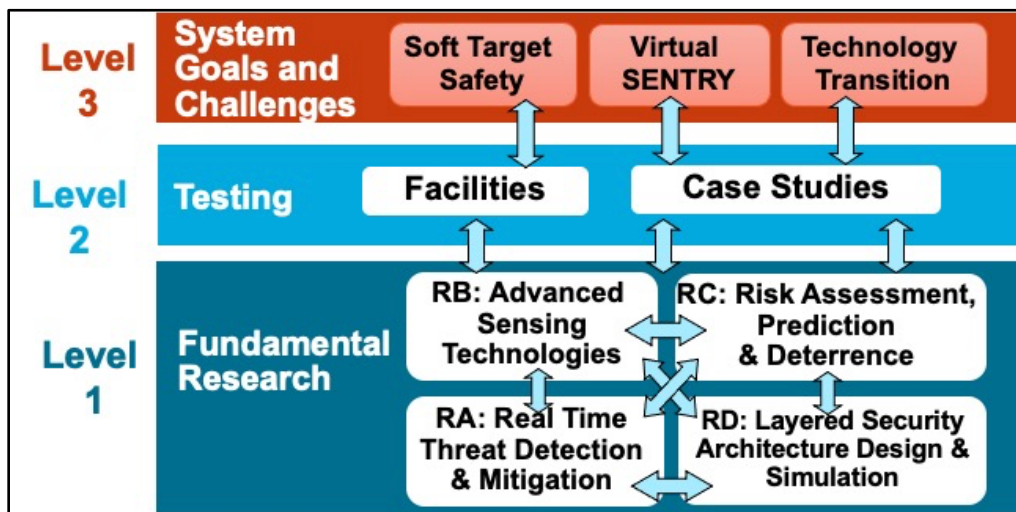 Level
3
System
Goals and
Challenges
Soft Target
Safety
Virtual
SENTRY
Technology
Transition
Level
2
Testing
Facilities
Case Studies
Level
1
Fundamental
Research
RB: Advanced
Sensing
Technologies
RC: Risk Assessment,
Prediction
& Deterrence
RA: Real Time
Threat Detection
& Mitigation
RD: Layered Security
Architecture Design &
Simulation